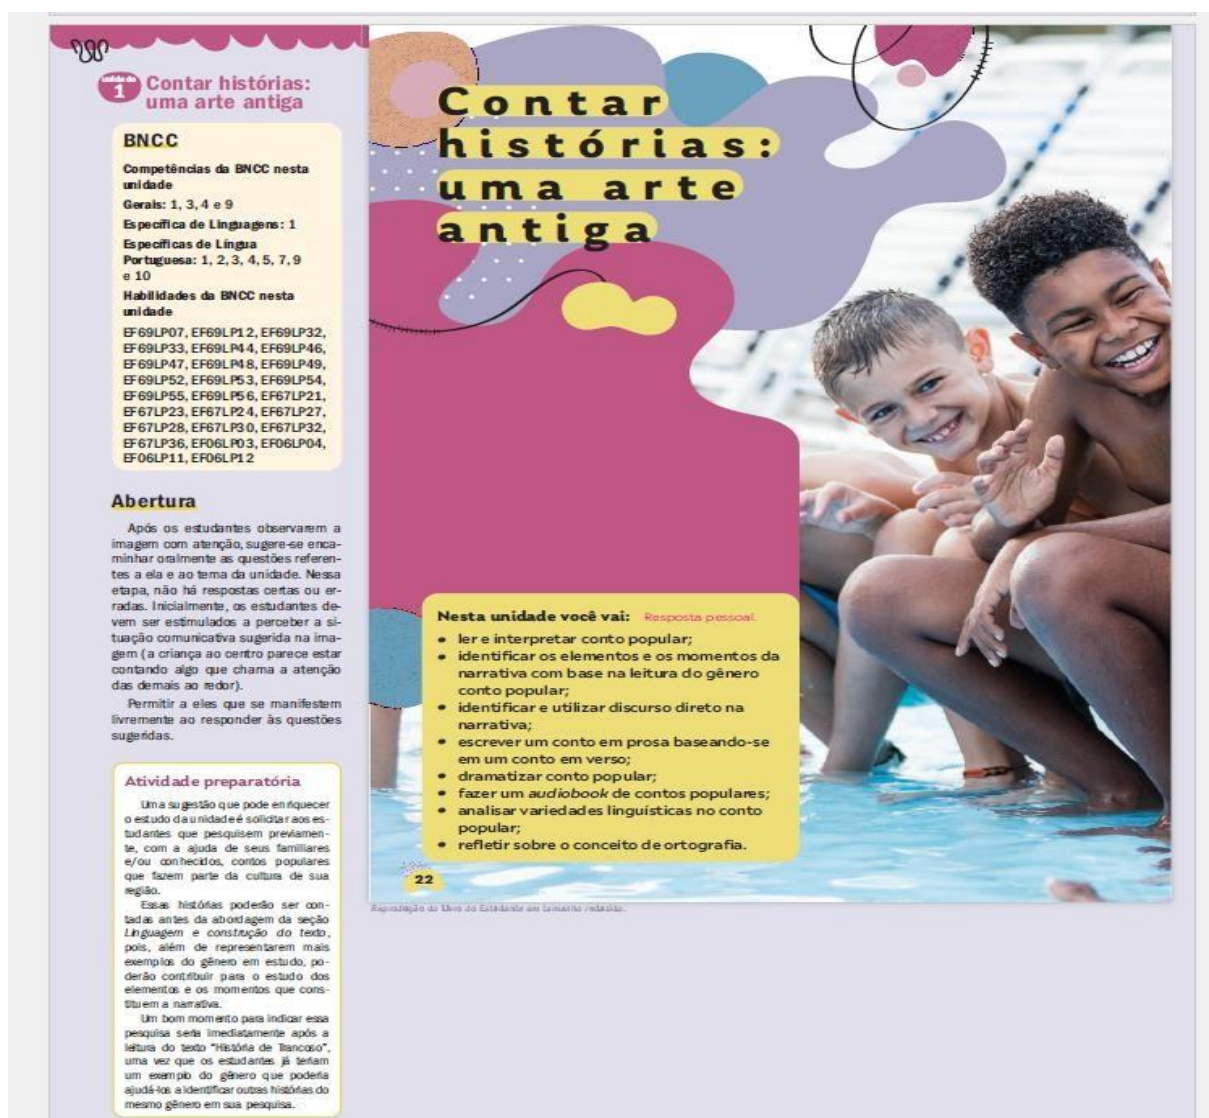 unidade
1
Contar histórias:
uma arte antiga
BNCC
Competências da BNCC nesta
unidade
Gerais: 1, 3, 4 e 9
Específica de Linguagens: 1
Específicas de Língua
Portuguesa: 1, 2, 3, 4, 5, 7, 9
e 10
Habilidades da BNCC nesta
unidade
EF69LP07, EF69LP12, EF69LP32,
EF69LP33, EF69LP44, EF69LP46,
EF69LP47, EF69LP48, EF69LP49,
EF69LP52, EF69LP53, EF69LP54,
EF69LP55, EF69LP56, EF67LP21,
EF67LP23, EF67LP24, EF67LP27,
EF67LP28, EF67LP30, EF67LP32,
EF67LP36, EF06LP03, EF06LP04,
EF06LP11, EF06LP12
Abertura
Após os estudantes observarem a
imagem com atenção, sugere-se enca-
minhar oralmente as questões referen-
tes a ela e ao tema da unidade. Nessa
etapa, não há respostas certas ou er-
radas. Inicialmente, os estudantes de-
vem ser estimulados a perceber a si-
tuação comunicativa sugerida na ima-
gem (a criança ao centro parece estar
contando algo que chama a atenção
das demais ao redor).
Permitir a eles que se manifestem
livremente ao responder às questões
sugeridas.
Atividade preparatória
Uma sugestão que pode enriquecer
o estudo da unidade é solicitar aos es-
tudantes que pesquisem previamen-
te, com a ajuda de seus familiares
e/ou conhecidos, contos populares
que fazem parte da cultura de sua
região.
Essas histórias poderão ser con-
tadas antes da abordagem da seção
Linguagem e construção do texto,
pois, além de representarem mais
exemplos do gênero em estudo, po-
derão contribuir para o estudo dos
elementos e os momentos que cons-
tituem a narrativa.
Um bom momento para indicar essa
pesquisa seria imediatamente após a
leitura do texto “História de Trancoso”,
uma vez que os estudantes já teriam
um exemplo do gênero que poderia
ajudá-los a identificar outras histórias do
mesmo gênero em sua pesquisa.
Contar
histórias:
uma arte
antiga
Nesta unidade você vai: Resposta pessoal.
• ler e interpretar conto popular;
• identificar os elementos e os momentos da
narrativa com base na leitura do gênero
conto popular;
• identificar e utilizar discurso direto na
narrativa;
• escrever um conto em prosa baseando-se
em um conto em verso;
• dramatizar conto popular;
• fazer um audiobook de contos populares;
• analisar variedades linguísticas no conto
popular;
• refletir sobre o conceito de ortografia.
22
Reprodução do Livro do Estudante em tamanho reduzido.